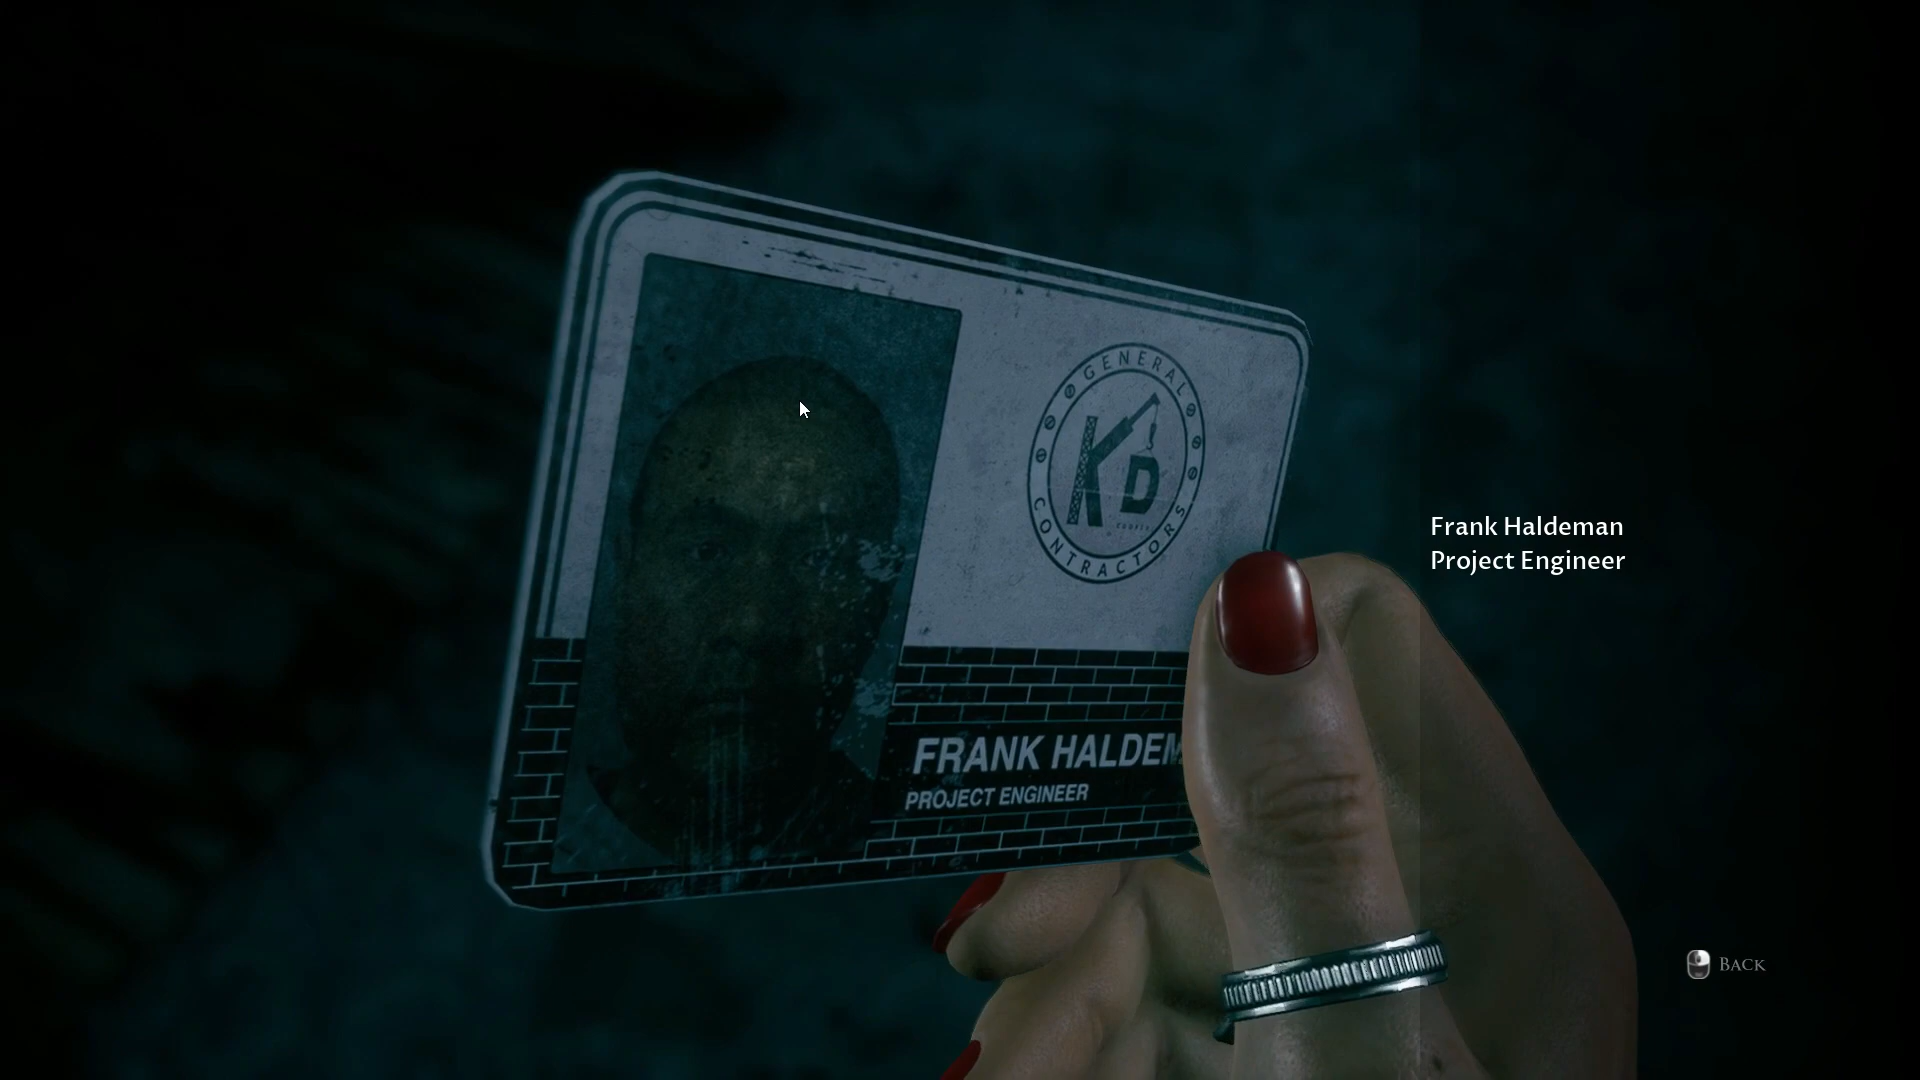 GENERAL
KD
CONTRACTORS
FRANK HALDEM
PROJECT ENGINEER
Frank Haldeman
Project Engineer
BACK